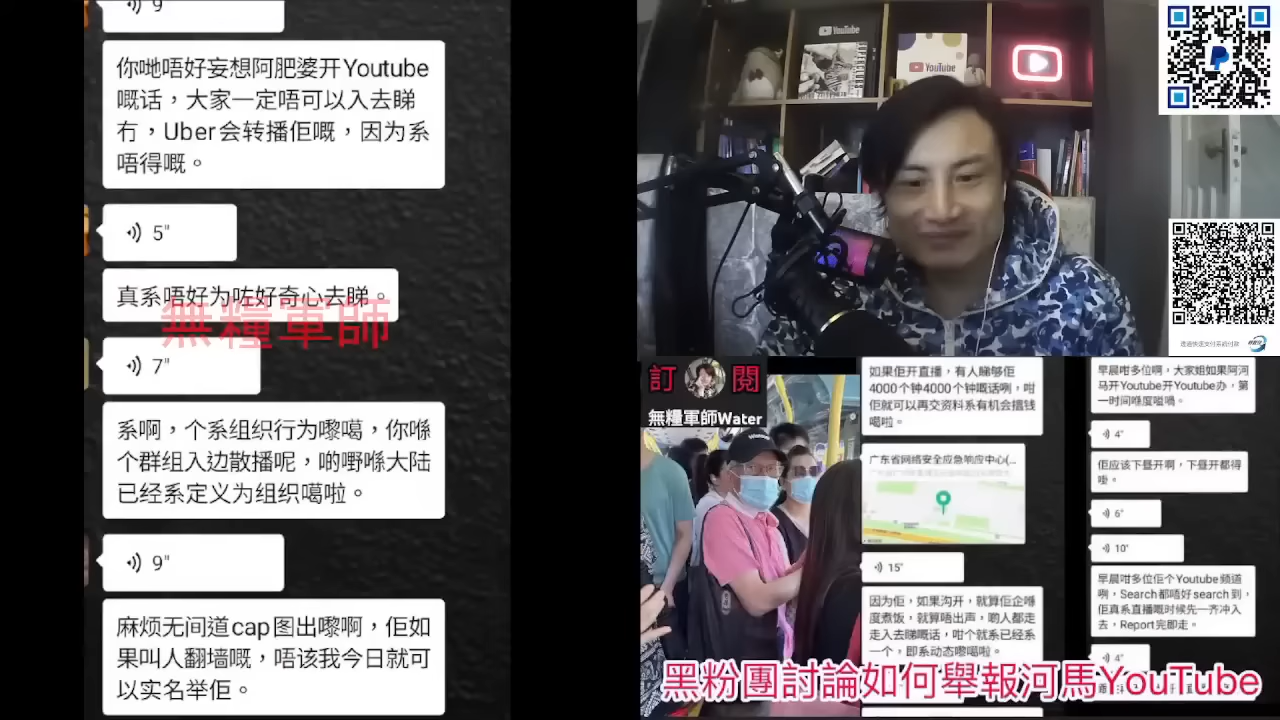 9"
你哋唔好妄想阿肥婆开Youtube
嘅话，大家一定唔可以入去睇
冇，Uber会转播佢嘅，因为系
唔得嘅。
5"
真系唔好为咗好奇心去睇。
無糧軍師
7"
系啊，个系组织行为嚟噶，你喺
个群组入边散播呢，啲嘢喺大陆
已经系定义为组织噶啦。
9"
麻烦无间道cap图出嚟啊，佢如
果叫人翻墙嘅，唔该我今日就可
以实名举佢。
YouTube
YouTube
訂
閱
無糧軍師Water
如果佢开直播，有人睇够佢
4000个钟4000个钟嘅话咧，咁
佢就可以再交资料系有机会搵钱
噶啦。
广东省网络安全应急响应中心(...
15"
因为佢，如果沟开，就算佢企喺
度煮饭，就算唔出声，啲人都走
走入去睇嘅话，咁个就系已经系
一个，即系动态嚟噶啦。
早晨咁多位啊，大家姐如果阿河
马开Youtube开Youtube办，第
一时间喺度嗌喎。
4"
佢应该下昼开啊，下昼开都得
㗎。
6"
10"
早晨咁多位佢个Youtube频道
咧，Search都唔好search到，
佢真系直播嘅时候先一齐冲入
去，Report完即走。
4"
黑粉團討論如何舉報河馬YouTube